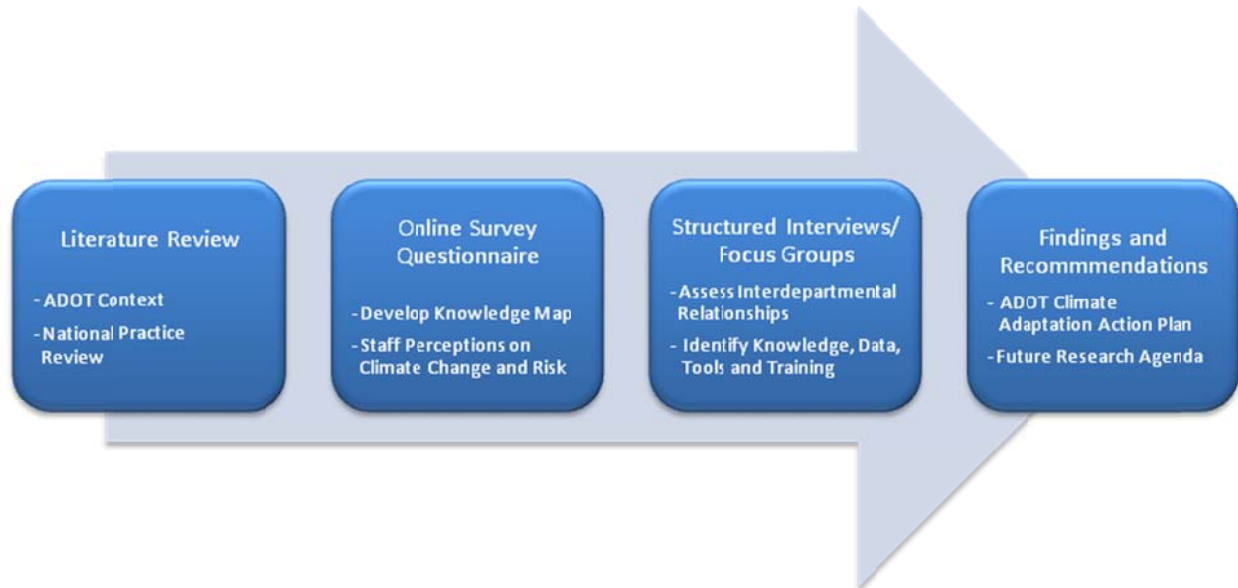 Literature Review
- ADOT Context
- National Practice
Review
Online Survey
Questionnaire
- Develop Knowledge Map
- Staff Perceptions on
Climate Change and Risk
Structured Interviews/
Focus Groups
- Assess Interdepartmental
Relationships
- Identify Knowledge, Data,
Tools and Training
Findings and
Recommmendations
- ADOT Climate
Adaptation Action Plan
- Future Research Agenda